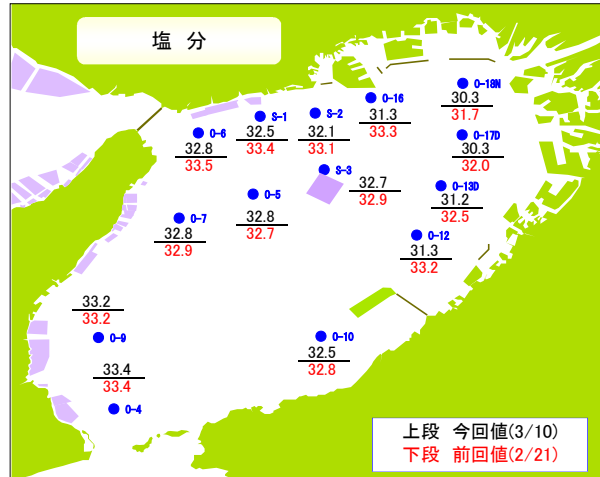 塩 分
O-18N
30.3
31.7
O-16
31.3
33.3
S-2
32.1
33.1
S-1
32.5
33.4
O-6
32.8
33.5
O-17D
30.3
32.0
S-3
32.7
32.9
O-13D
31.2
32.5
O-5
32.8
32.7
O-7
32.8
32.9
O-12
31.3
33.2
33.2
33.2
O-9
O-10
32.5
32.8
33.4
33.4
O-4
上段 今回値(3/10)
下段 前回値(2/21)